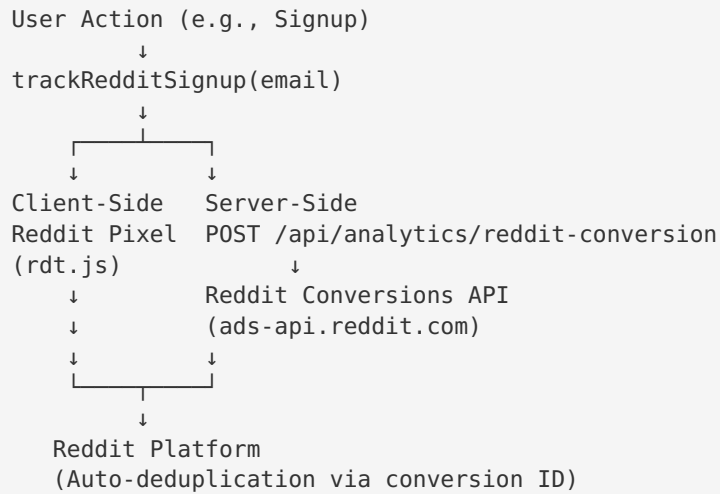 User Action (e.g., Signup)
↓
trackRedditSignup(email)
↓
┌─────┴─────┐
↓ ↓
Client-Side Server-Side
Reddit Pixel POST /api/analytics/reddit-conversion
(rdt.js) ↓
↓ Reddit Conversions API
↓ (ads-api.reddit.com)
↓ ↓
└─────┬─────┘
↓
Reddit Platform
(Auto-deduplication via conversion ID)